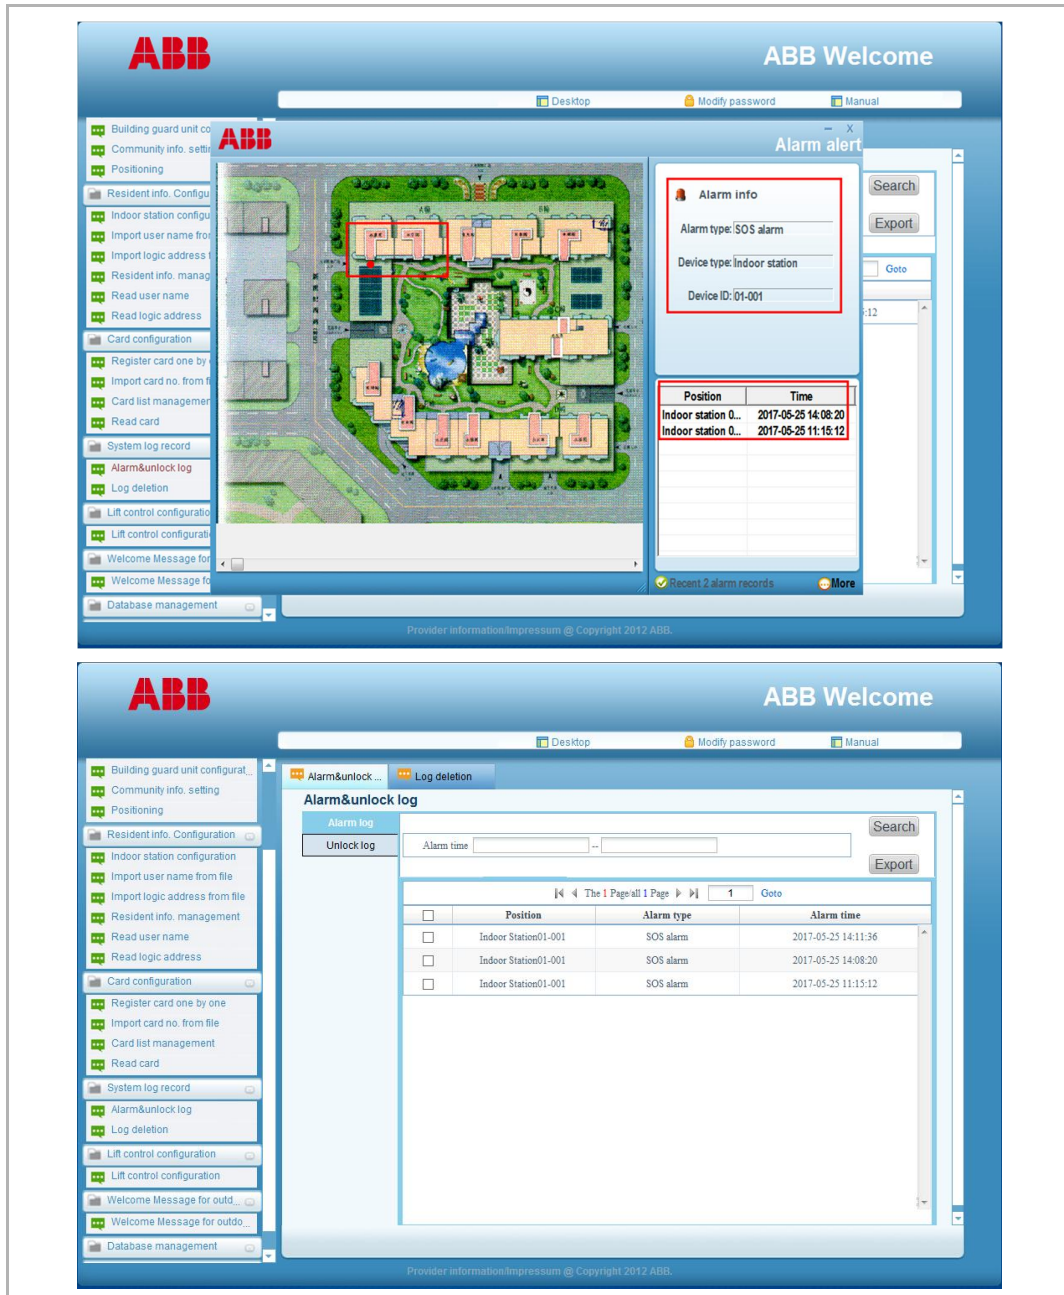 ABB
ABB Welcome
Desktop
Modify password
Manual
Building guard unit co
Community info. settin
Positioning
Resident info. Configu
Indoor station configu
Import user name from
Import logic address f
Resident info. manag
Read user name
Read logic address
Card configuration
Register card one by
Import card no. from fi
Card list managemen
Read card
System log record
Alarm&unlock log
Log deletion
Lift control configuratio
Lift control configurati
Welcome Message for
Welcome Message fo
Database management
ABB
– X
Alarm alert
Alarm info
Alarm type: SOS alarm
Device type: Indoor station
Device ID: 01-001
Position Time
Indoor station 0... 2017-05-25 14:08:20
Indoor station 0... 2017-05-25 11:15:12
Recent 2 alarm records
More
Search
Export
Goto
:12
Provider information/Impressum @ Copyright 2012 ABB.
ABB
ABB Welcome
Desktop
Modify password
Manual
Building guard unit configurat...
Community info. setting
Positioning
Resident info. Configuration
Indoor station configuration
Import user name from file
Import logic address from file
Resident info. management
Read user name
Read logic address
Card configuration
Register card one by one
Import card no. from file
Card list management
Read card
System log record
Alarm&unlock log
Log deletion
Lift control configuration
Lift control configuration
Welcome Message for outd...
Welcome Message for outdo...
Database management
Alarm&unlock ...
Log deletion
Alarm&unlock log
Alarm log
Unlock log
Alarm time --
Search
Export
The 1 Page/all 1 Page 1 Goto
Position Alarm type Alarm time
Indoor Station01-001 SOS alarm 2017-05-25 14:11:36
Indoor Station01-001 SOS alarm 2017-05-25 14:08:20
Indoor Station01-001 SOS alarm 2017-05-25 11:15:12
Provider information/Impressum @ Copyright 2012 ABB.